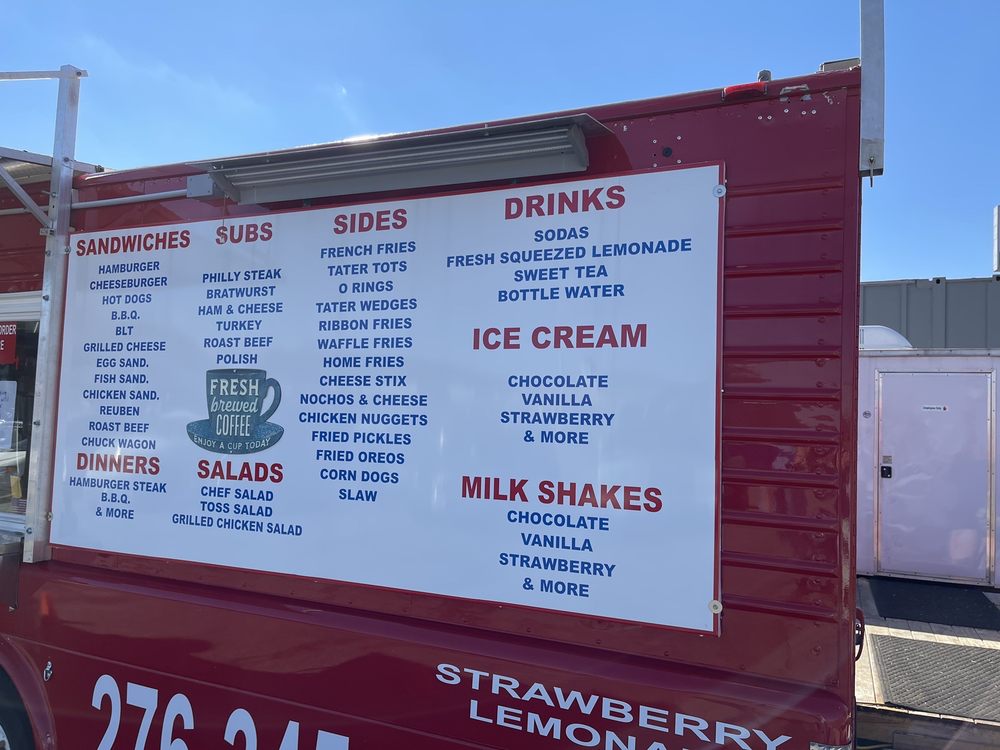 SANDWICHES
HAMBURGER
CHEESEBURGER
HOT DOGS
B.B.Q.
BLT
GRILLED CHEESE
EGG SAND.
FISH SAND.
CHICKEN SAND.
REUBEN
ROAST BEEF
CHUCK WAGON
DINNERS
HAMBURGER STEAK
B.B.Q.
& MORE
SUBS
PHILLY STEAK
BRATWURST
HAM & CHEESE
TURKEY
ROAST BEEF
POLISH
FRESH
brewed
COFFEE
ENJOY A CUP TODAY
SALADS
CHEF SALAD
TOSS SALAD
GRILLED CHICKEN SALAD
SIDES
FRENCH FRIES
TATER TOTS
O RINGS
TATER WEDGES
RIBBON FRIES
WAFFLE FRIES
HOME FRIES
CHEESE STIX
NOCHOS & CHEESE
CHICKEN NUGGETS
FRIED PICKLES
FRIED OREOS
CORN DOGS
SLAW
DRINKS
SODAS
FRESH SQUEEZED LEMONADE
SWEET TEA
BOTTLE WATER
ICE CREAM
CHOCOLATE
VANILLA
STRAWBERRY
& MORE
MILK SHAKES
CHOCOLATE
VANILLA
STRAWBERRY
& MORE
STRAWBERRY